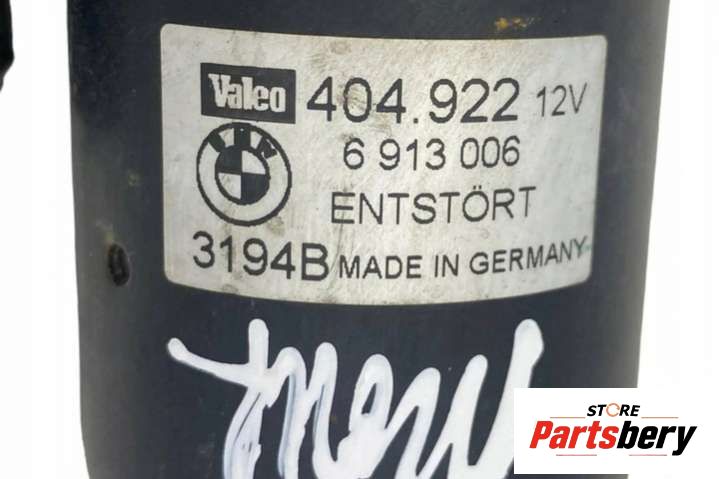 Valeo 404.922 12V
6 913 006
ENTSTÖRT
3194B MADE IN GERMANY
STORE
Partsbery